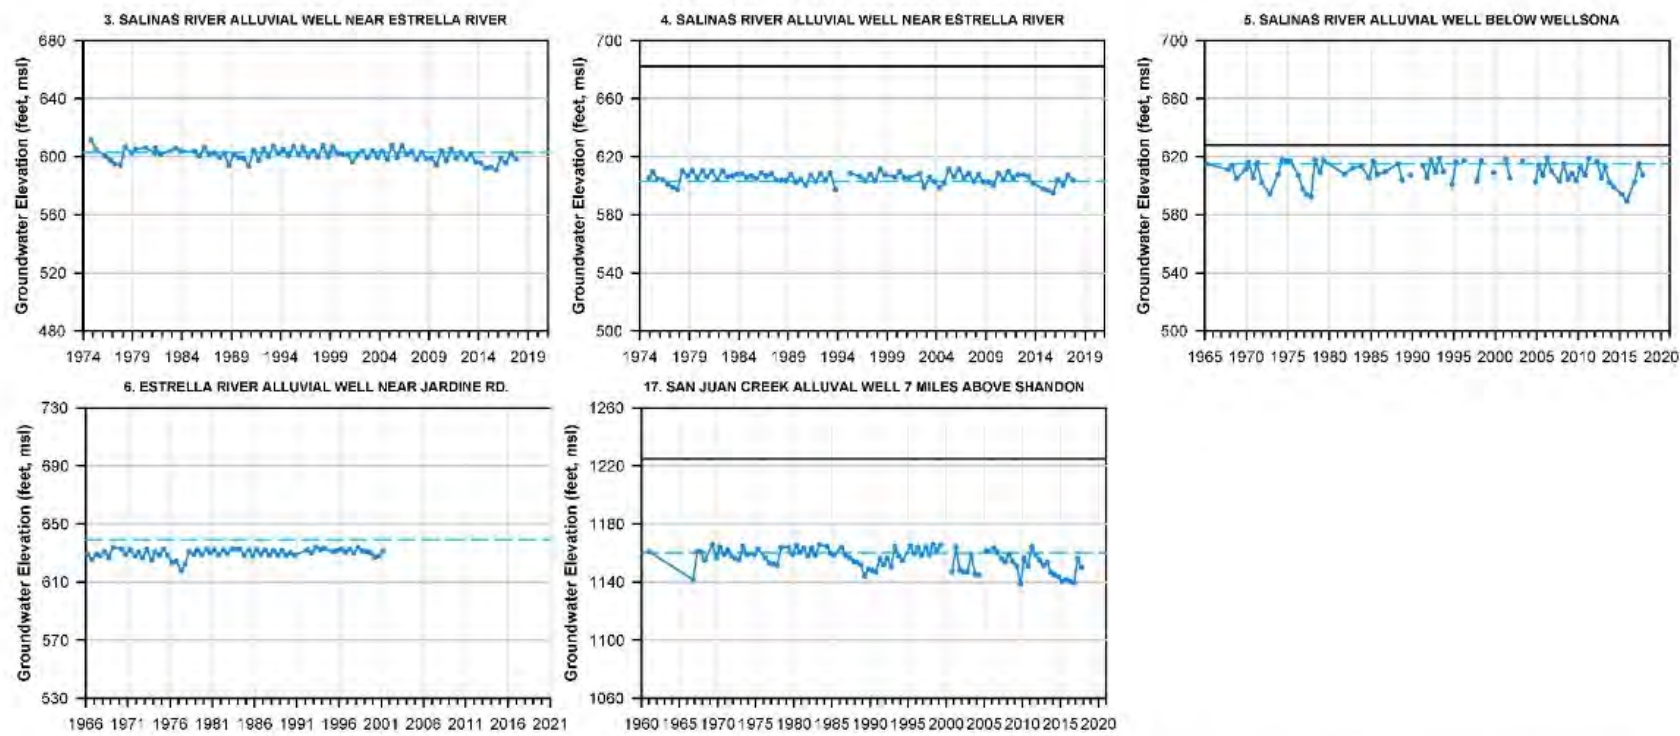 3. SALINAS RIVER ALLUVIAL WELL NEAR ESTRELLA RIVER
Groundwater Elevation (feet, msl)
680
640
600
560
520
480
1974 1979 1984 1989 1994 1999 2004 2009 2014 2019
4. SALINAS RIVER ALLUVIAL WELL NEAR ESTRELLA RIVER
Groundwater Elevation (feet, msl)
700
660
620
580
540
500
1974 1979 1984 1989 1994 1999 2004 2009 2014 2019
5. SALINAS RIVER ALLUVIAL WELL BELOW WELLSONA
Groundwater Elevation (feet, msl)
700
660
620
580
540
500
1965 1970 1975 1980 1985 1990 1995 2000 2005 2010 2015 2020
6. ESTRELLA RIVER ALLUVIAL WELL NEAR JARDINE RD.
Groundwater Elevation (feet, msl)
730
690
650
610
570
530
1966 1971 1976 1981 1986 1991 1996 2001 2006 2011 2016 2021
17. SAN JUAN CREEK ALLUVAL WELL 7 MILES ABOVE SHANDON
Groundwater Elevation (feet, msl)
1260
1220
1180
1140
1100
1060
1960 1965 1970 1975 1980 1985 1990 1995 2000 2005 2010 2015 2020